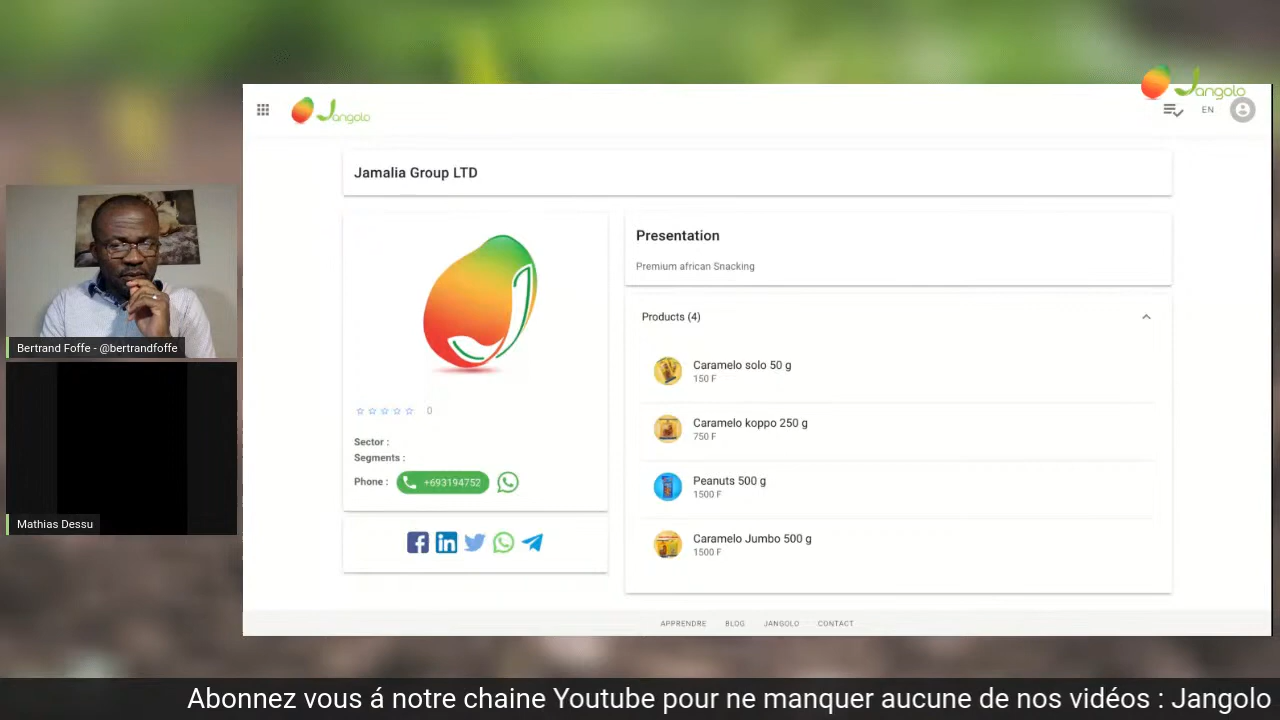 Jangolo
Jangolo
EN
Jamalia Group LTD
Presentation
Premium african Snacking
Products (4)
Caramelo solo 50 g
150 F
Caramelo koppo 250 g
750 F
Peanuts 500 g
1500 F
Caramelo Jumbo 500 g
1500 F
0
Sector :
Segments :
Phone : +693194752
APPRENDRE BLOG JANGOLO CONTACT
Bertrand Foffe - @bertrandfoffe
Mathias Dessu
Abonnez vous á notre chaine Youtube pour ne manquer aucune de nos vidéos : Jangolo